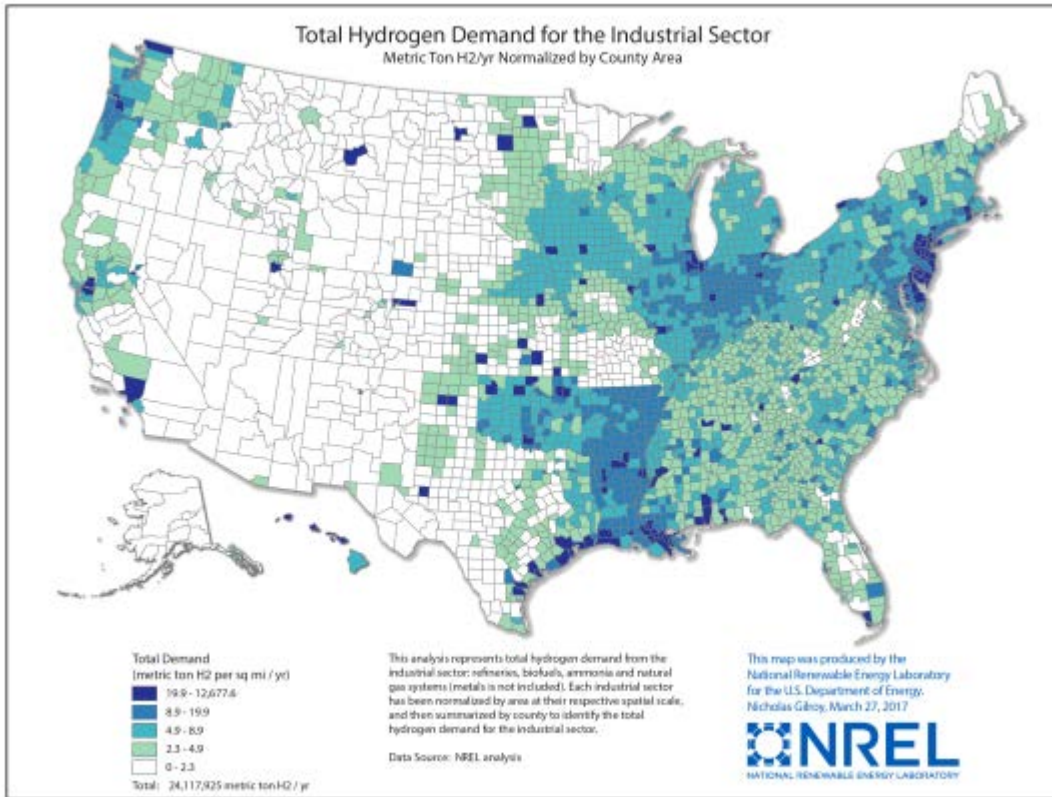 Total Hydrogen Demand for the Industrial Sector
Metric Ton H2/yr Normalized by County Area
Total Demand
(metric ton H2 per sq mi / yr)
19.9 - 12,677.6
8.9 - 19.9
4.9 - 8.9
2.3 - 4.9
0 - 2.3
Total: 24,117,925 metric ton H2 / yr
This analysis represents total hydrogen demand from the
industrial sector: refineries, biofuels, ammonia and natural
gas systems (metals is not included). Each industrial sector
has been normalized by area at their respective spatial scale,
and then summarized by county to identify the total
hydrogen demand for the industrial sector.
Data Source: NREL analysis
This map was produced by the
National Renewable Energy Laboratory
for the U.S. Department of Energy.
Nicholas Gilroy, March 27, 2017
NREL
NATIONAL RENEWABLE ENERGY LABORATORY